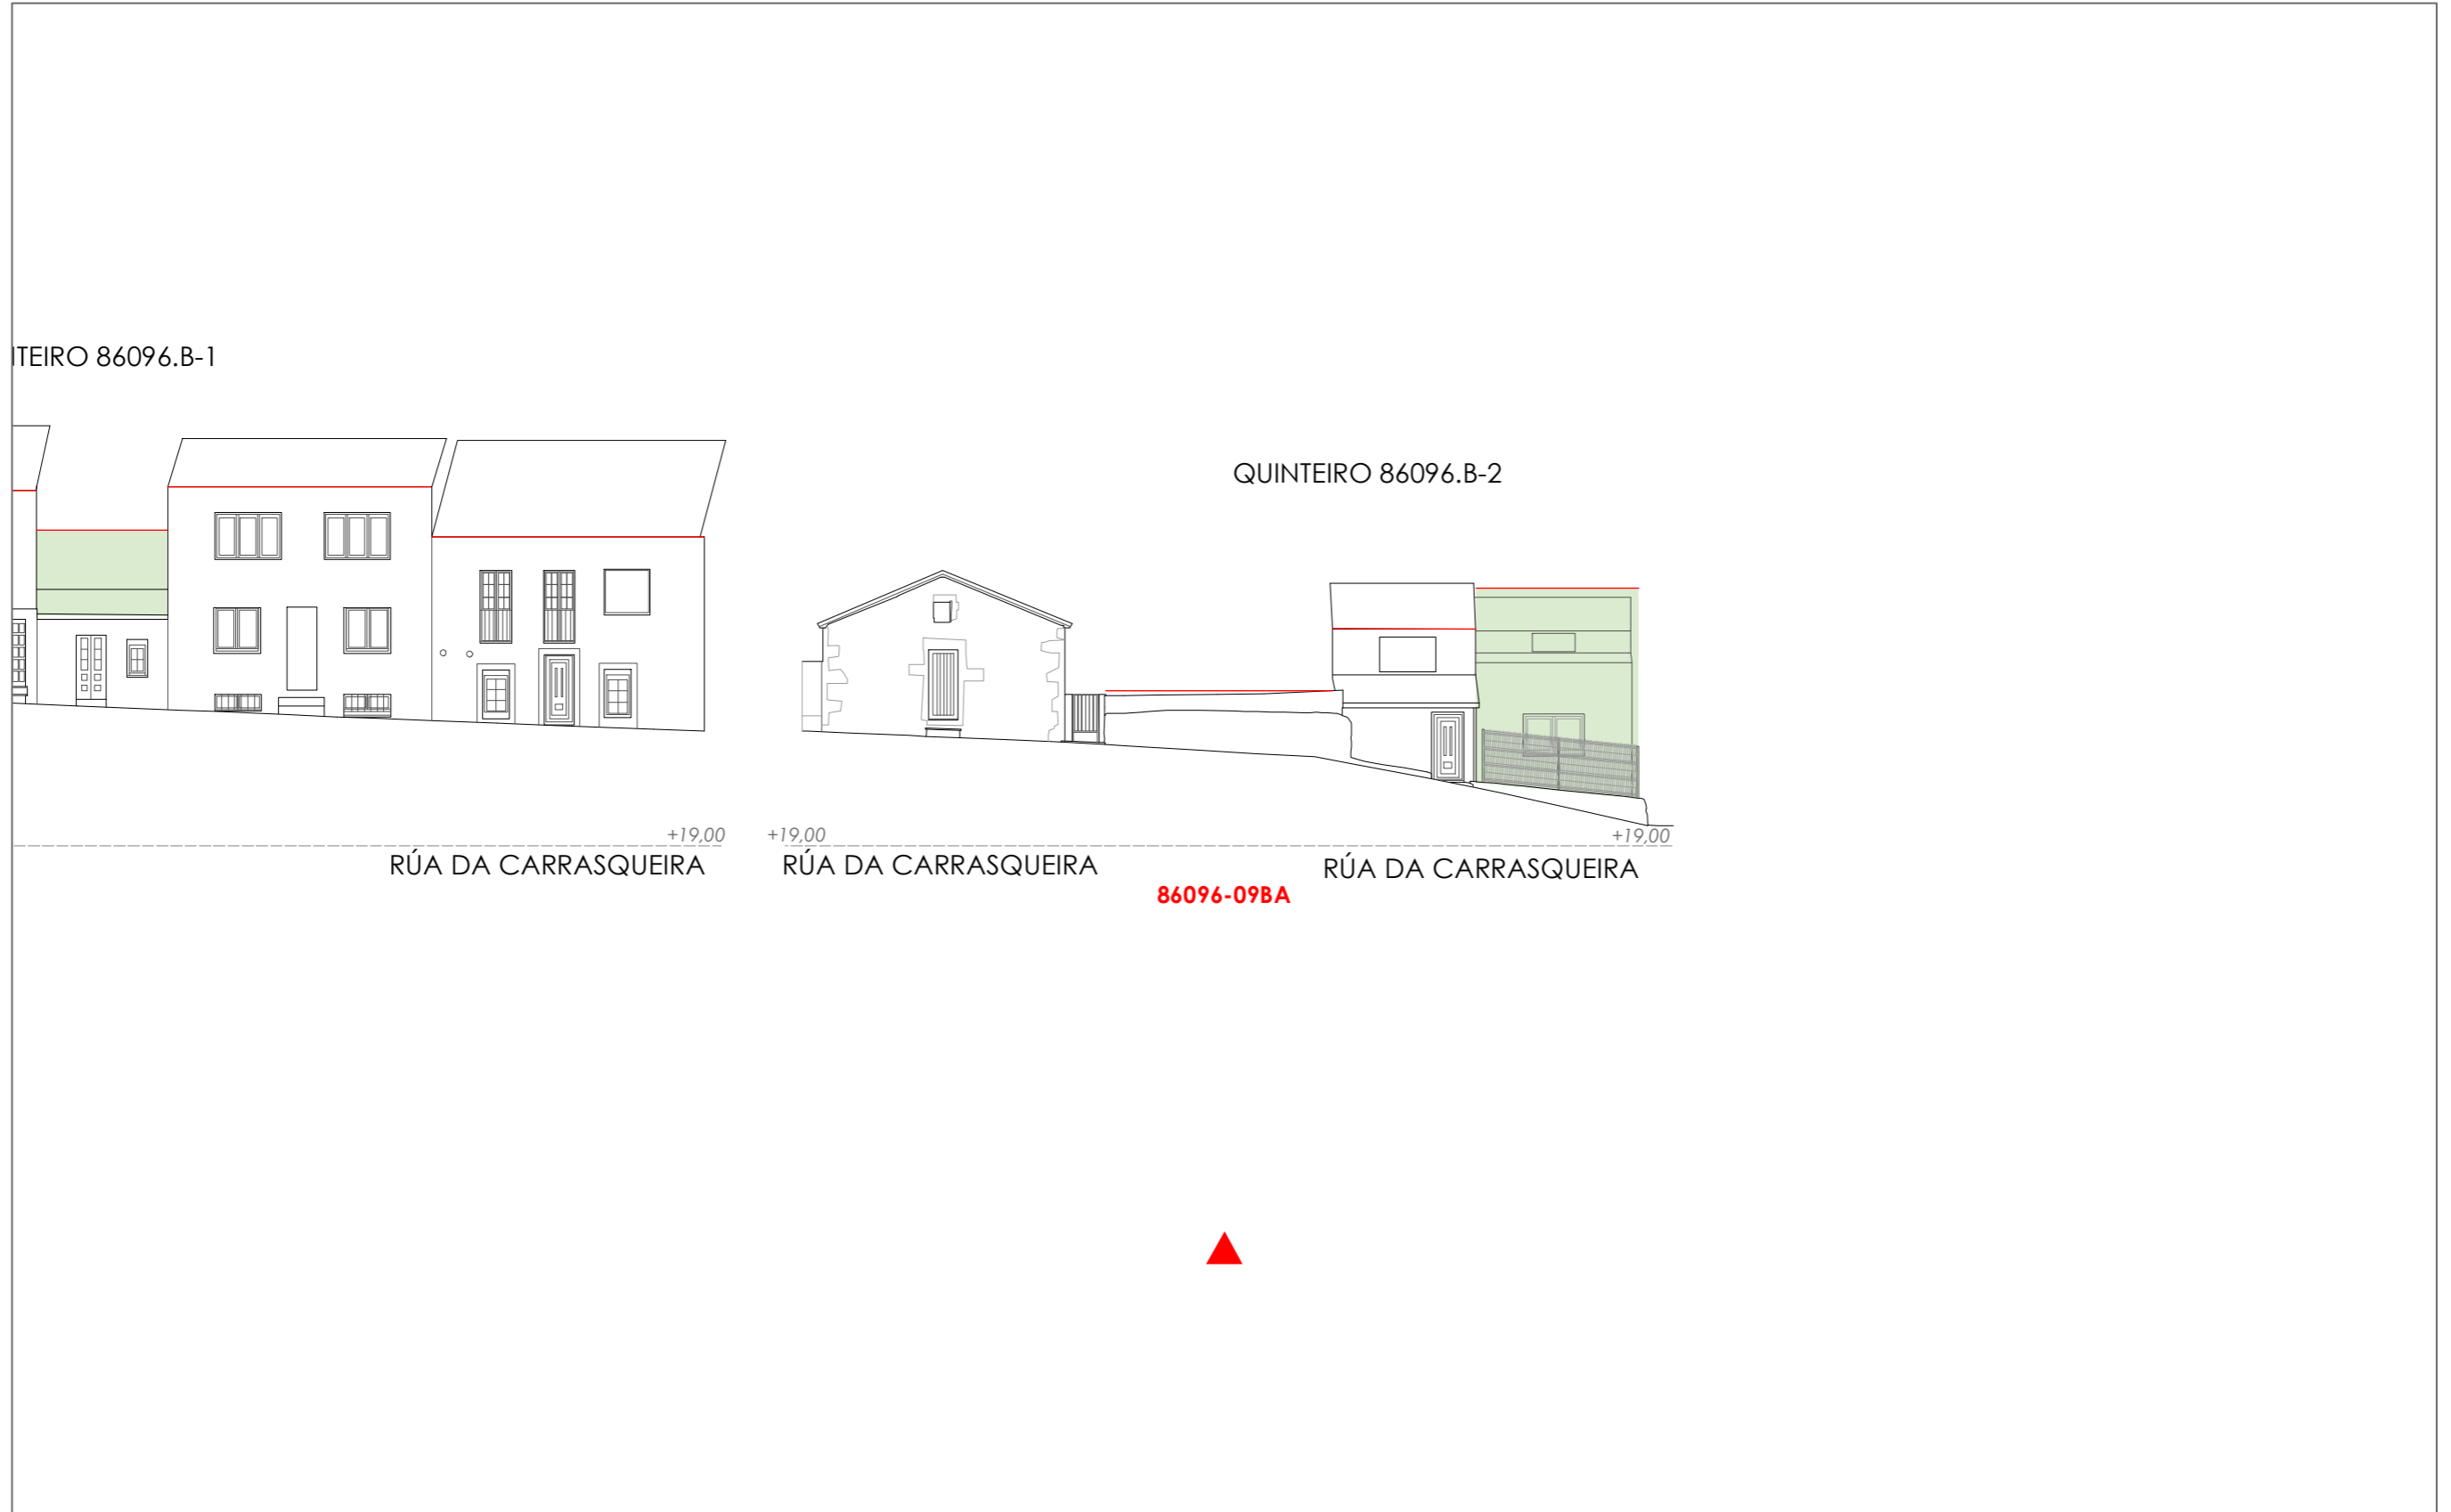 ITEIRO 86096.B-1
QUINTEIRO 86096.B-2
+19,00
+19,00
+19,00
RÚA DA CARRASQUEIRA
RÚA DA CARRASQUEIRA
RÚA DA CARRASQUEIRA
86096-09BA